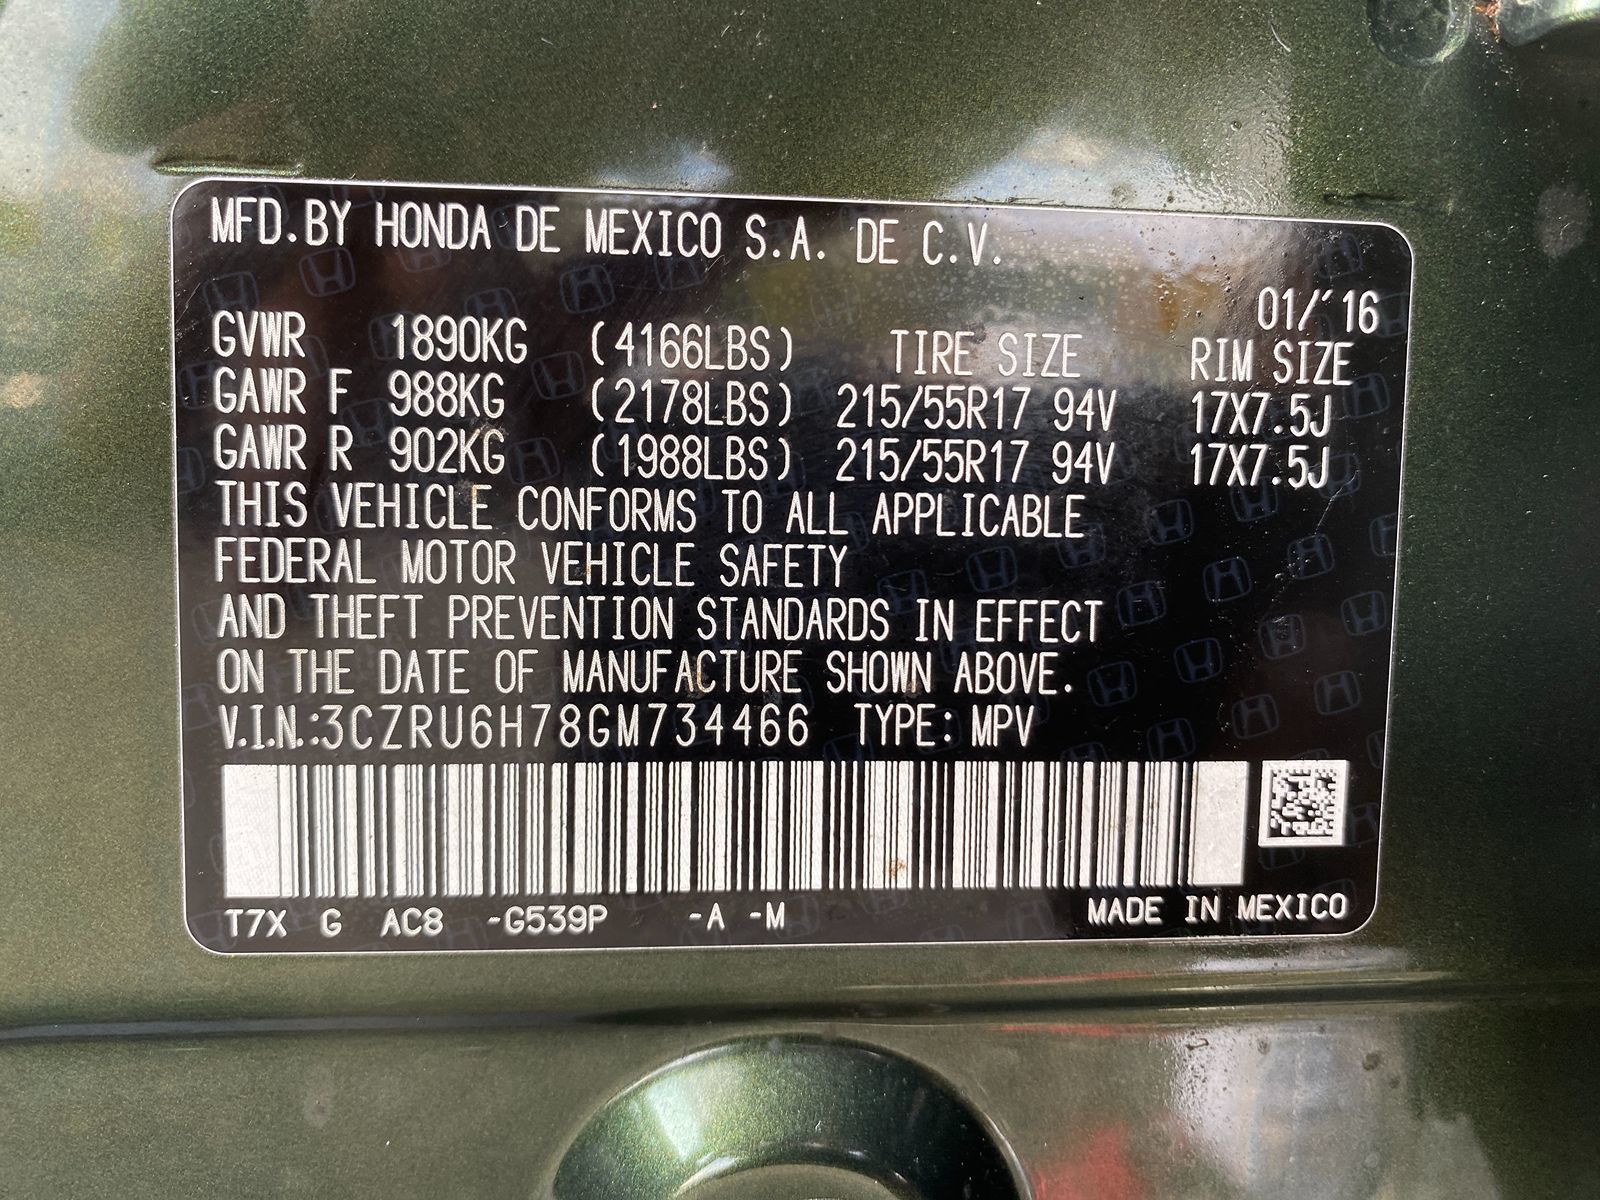 MFD.BY HONDA DE MEXICO S.A. DE C.V.
01/'16
GVWR 1890KG (4166LBS) TIRE SIZE RIM SIZE
GAWR F 988KG (2178LBS) 215/55R17 94V 17X7.5J
GAWR R 902KG (1988LBS) 215/55R17 94V 17X7.5J
THIS VEHICLE CONFORMS TO ALL APPLICABLE
FEDERAL MOTOR VEHICLE SAFETY
AND THEFT PREVENTION STANDARDS IN EFFECT
ON THE DATE OF MANUFACTURE SHOWN ABOVE.
V.I.N.:3CZRU6H78GM734466 TYPE: MPV
T7X G AC8 -G539P -A -M MADE IN MEXICO